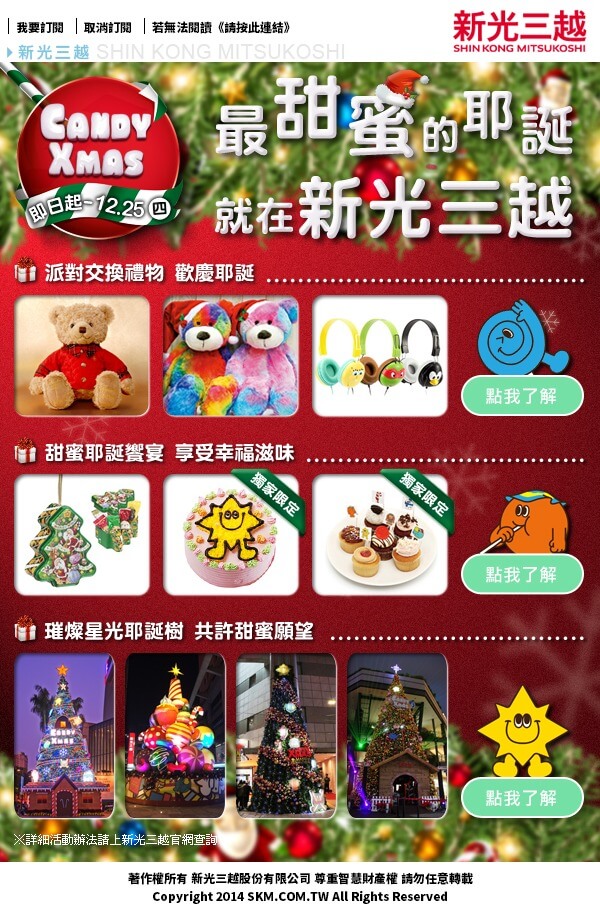 我要訂閱
取消訂閱
若無法閱讀《請按此連結》
新光三越
SHIN KONG MITSUKOSHI
新光三越 SHIN KONG MITSUKOSHI
CANDY
XMAS
即日起-12.25 四
最甜蜜的耶誕
就在新光三越
派對交換禮物 歡慶耶誕
點我了解
甜蜜耶誕饗宴 享受幸福滋味
獨家限定
獨家限定
點我了解
璀燦星光耶誕樹 共許甜蜜願望
CANDY
XMAS
點我了解
※詳細活動辦法請上新光三越官網查詢
著作權所有 新光三越股份有限公司 尊重智慧財產權 請勿任意轉載
Copyright 2014 SKM.COM.TW All Rights Reserved